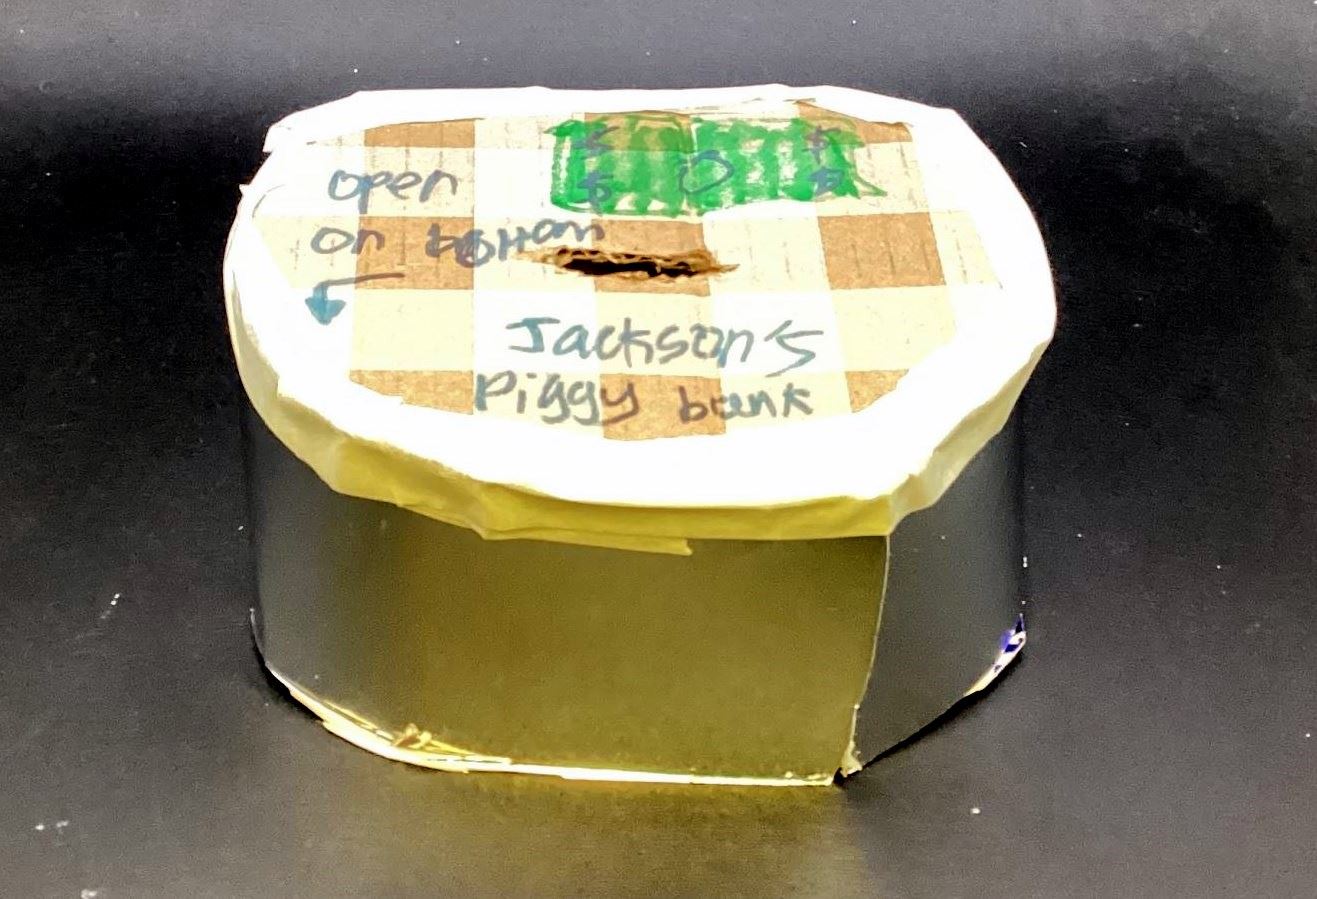 $ $
$ O $
open
on bottom
Jackson's
Piggy bank